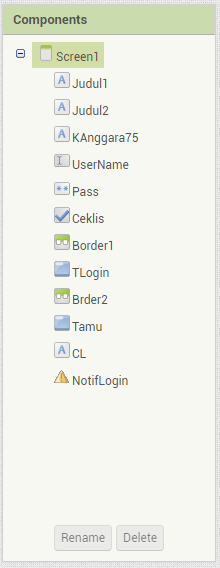 Components
Screen1
Judul1
Judul2
KAnggara75
UserName
Pass
Ceklis
Border1
TLogin
Brder2
Tamu
CL
NotifLogin
Rename Delete